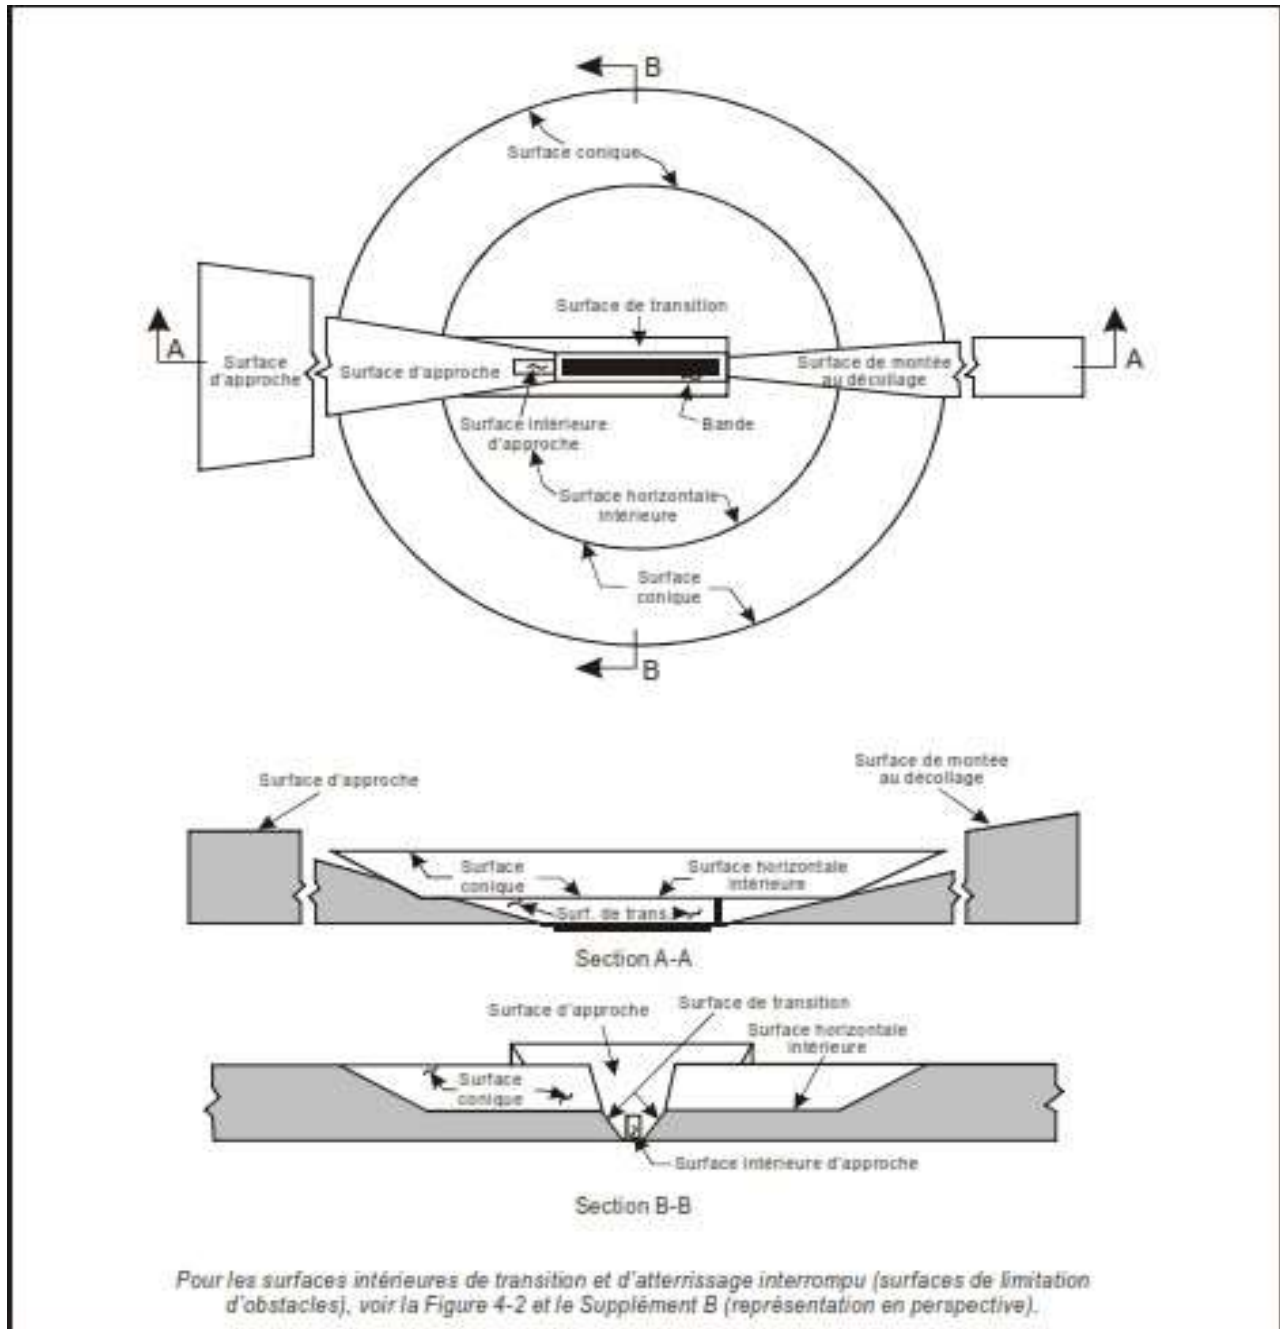 B
Surface conique
Surface de transition
A
Surface
d'approche
Surface d'approche
Surface de montée
au décollage
A
Surface intérieure
d'approche
Bande
Surface horizontale
intérieure
Surface
conique
B
Surface d'approche
Surface de montée
au décollage
Surface
conique
Surface horizontale
intérieure
Surf. de trans.
Section A-A
Surface d'approche
Surface de transition
Surface horizontale
intérieure
Surface
conique
Surface intérieure d'approche
Section B-B
Pour les surfaces intérieures de transition et d'atterrissage interrompu (surfaces de limitation
d'obstacles), voir la Figure 4-2 et le Supplément B (représentation en perspective).